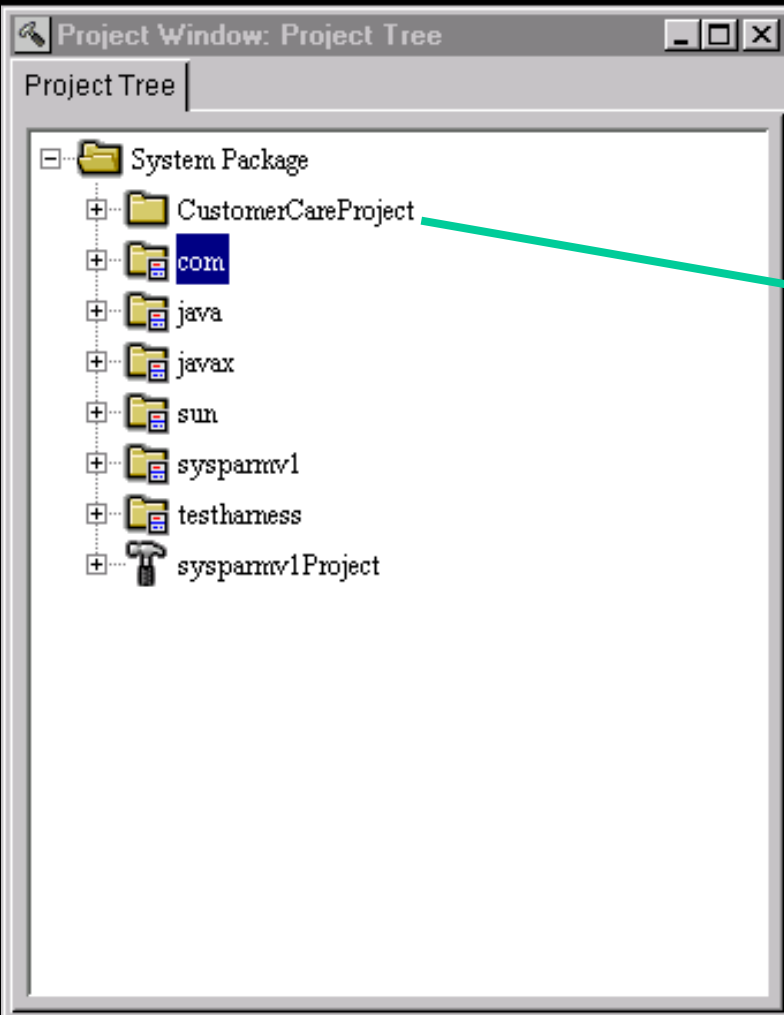 Project Window: Project Tree
Project Tree
System Package
CustomerCareProject
com
java
javax
sun
sysparmv1
testharness
sysparmv1Project